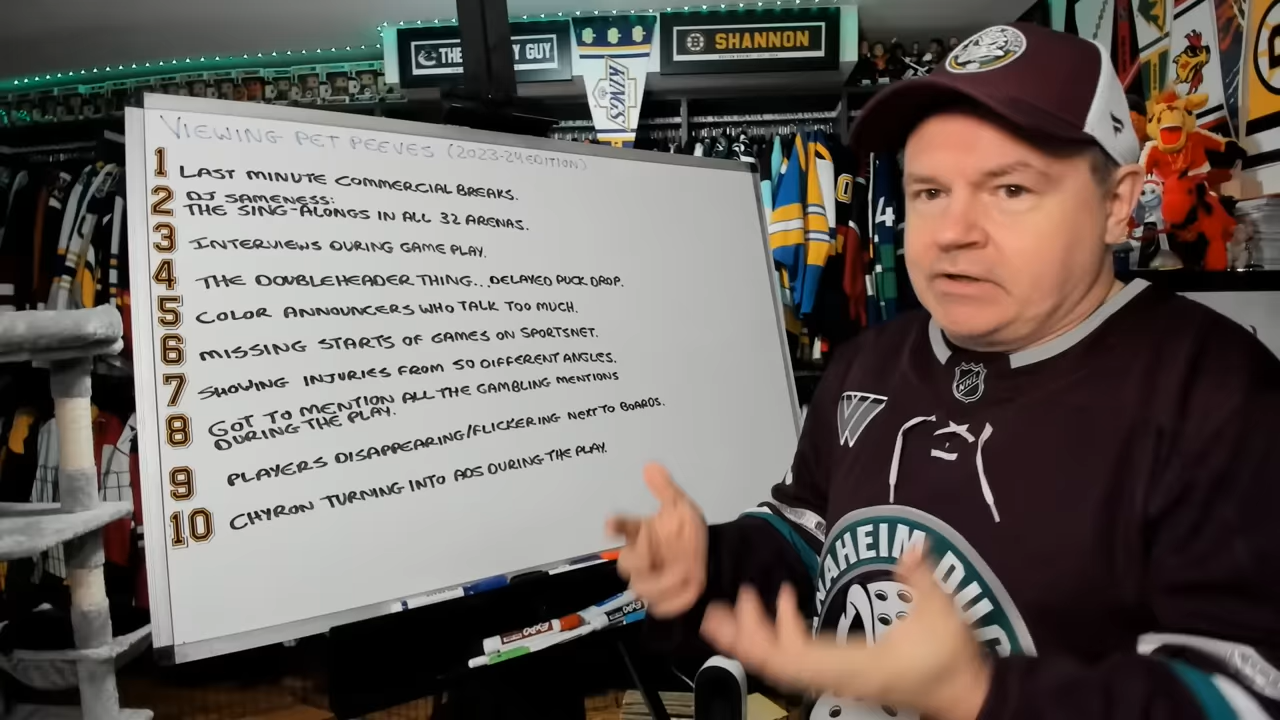 THE
GUY
SHANNON
KINGS
VIEWING PET PEEVES (2023-24 EDITION)
1 LAST MINUTE COMMERCIAL BREAKS.
2 DJ SAMENESS:
THE SING-ALONGS IN ALL 32 ARENAS.
3 INTERVIEWS DURING GAME PLAY.
4 THE DOUBLEHEADER THING... DELAYED PUCK DROP.
5 COLOR ANNOUNCERS WHO TALK TOO MUCH.
6 MISSING STARTS OF GAMES ON SPORTSNET.
7 SHOWING INJURIES FROM 50 DIFFERENT ANGLES.
8 GOT TO MENTION ALL THE GAMBLING MENTIONS
DURING THE PLAY.
9 PLAYERS DISAPPEARING/FLICKERING NEXT TO BOARDS.
10 CHYRON TURNING INTO ADS DURING THE PLAY.
NHL
W
ANAHEIM DUC
EXPO
4